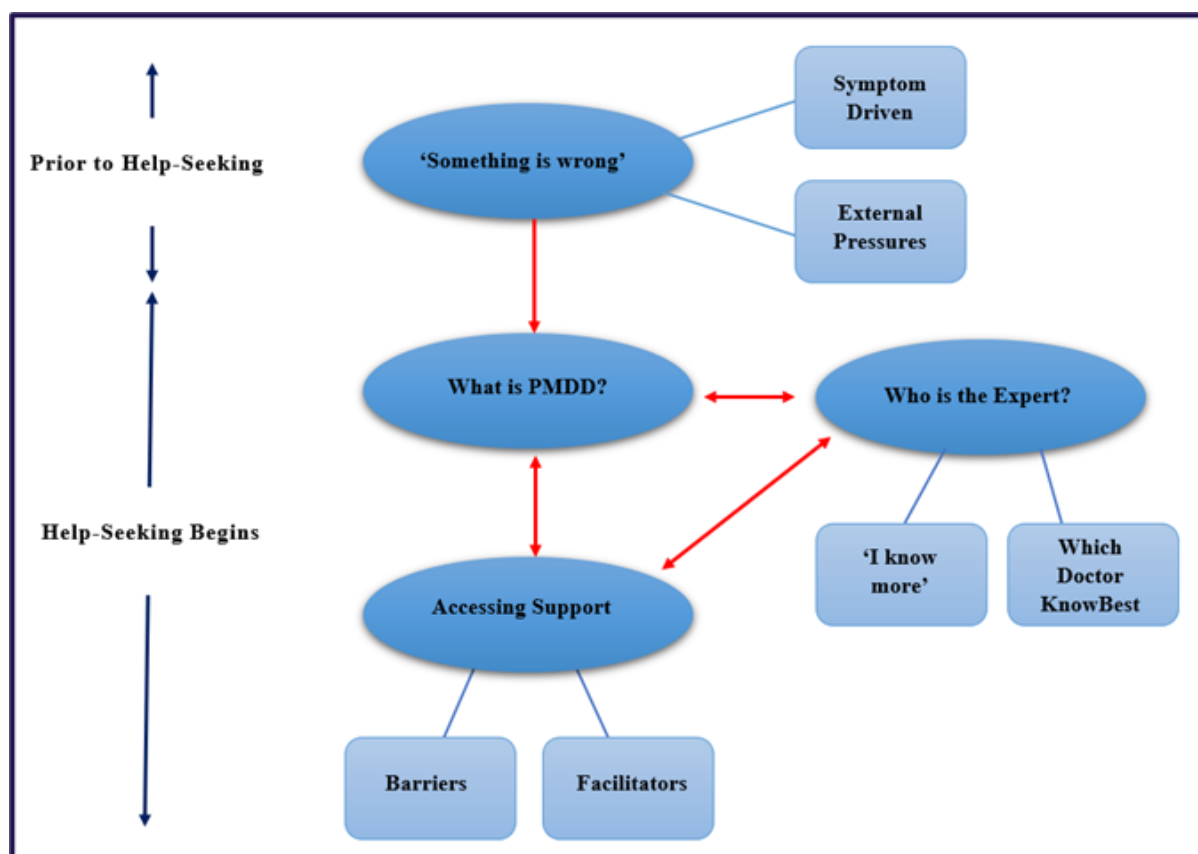 Symptom
Driven
Prior to Help-Seeking
‘Something is wrong’
External
Pressures
What is PMDD?
Who is the Expert?
Help-Seeking Begins
‘I know
more’
Which
Doctor
KnowBest
Accessing Support
Barriers
Facilitators